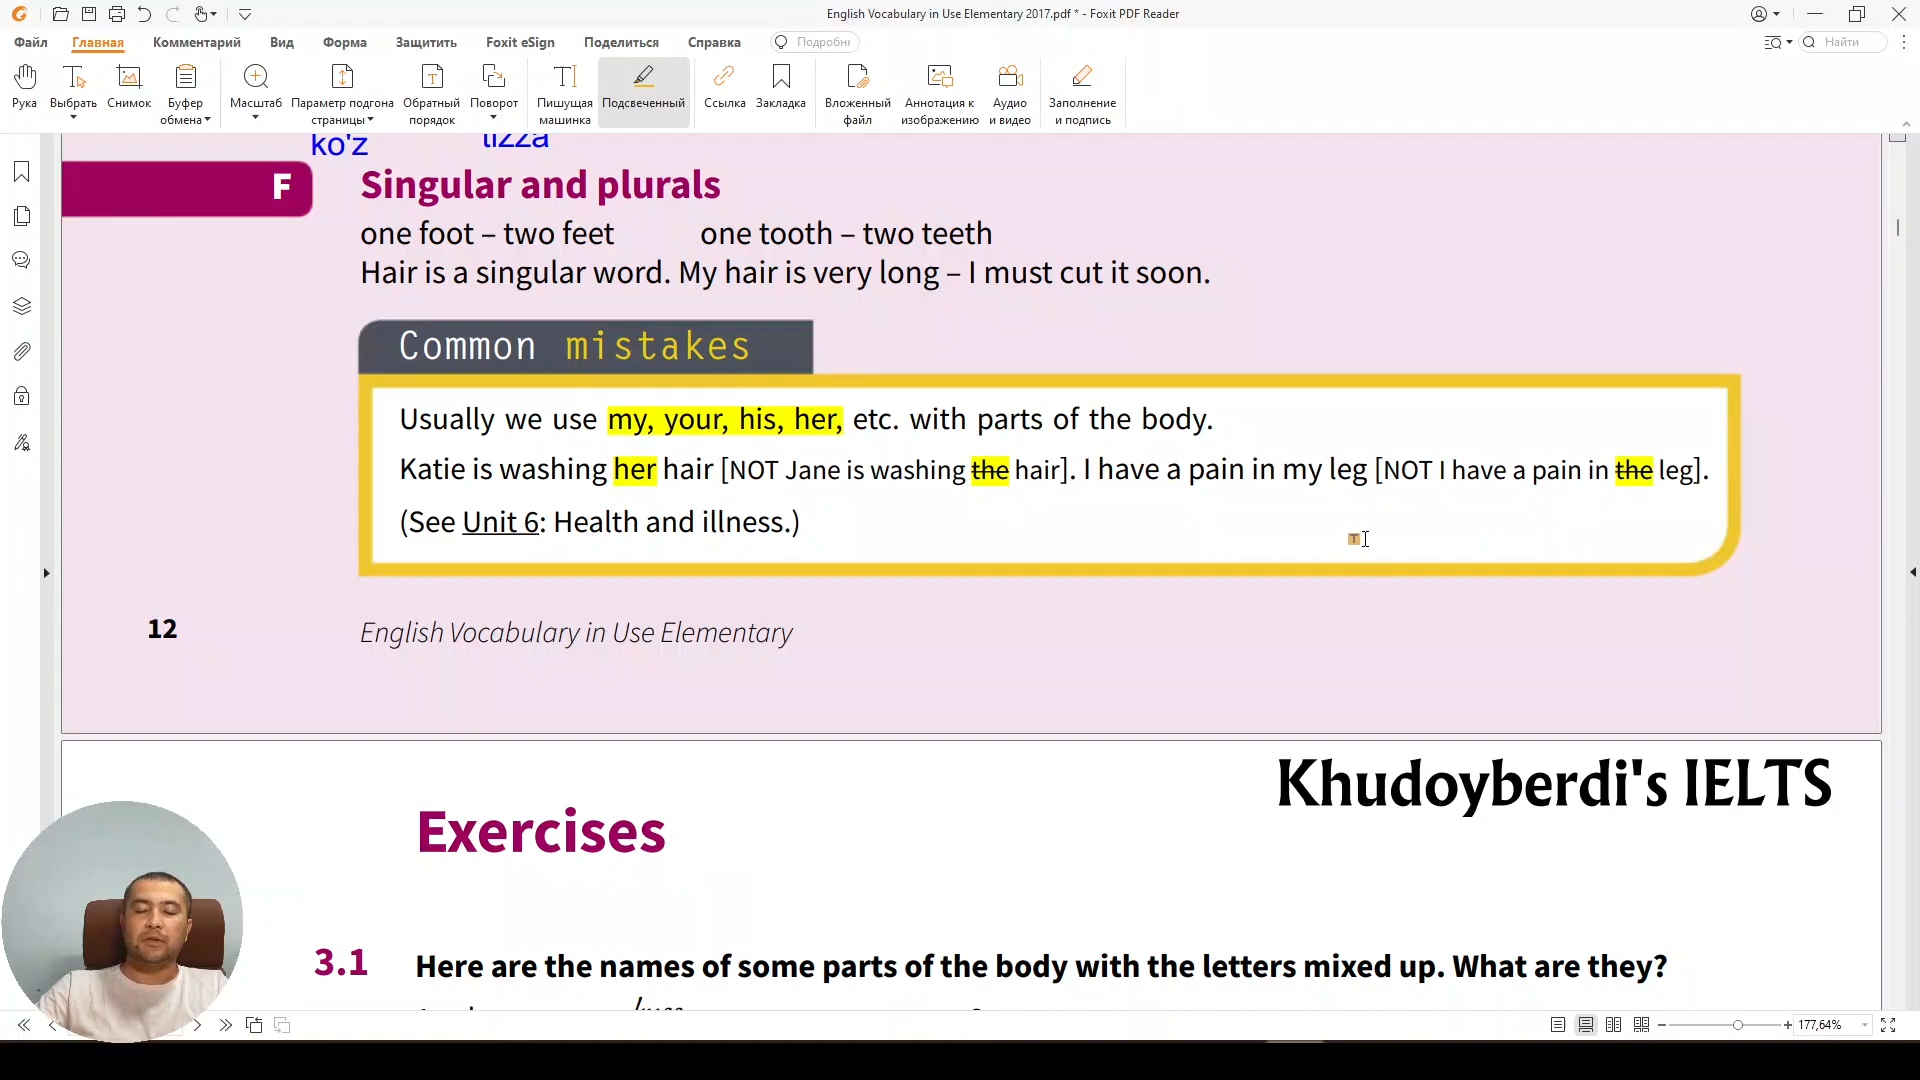 English Vocabulary in Use Elementary 2017.pdf * - Foxit PDF Reader
Файл Главная Комментарий Вид Форма Защитить Foxit eSign Поделиться Справка Подробне Найти
Рука Выбрать Снимок Буфер обмена Масштаб Параметр подгона страницы Обратный порядок Поворот Пишущая машинка Подсвеченный Ссылка Закладка Вложенный файл Аннотация к изображению Аудио и видео Заполнение и подпись
ko'z tizza
F Singular and plurals
one foot – two feet one tooth – two teeth
Hair is a singular word. My hair is very long – I must cut it soon.
Common mistakes
Usually we use my, your, his, her, etc. with parts of the body.
Katie is washing her hair [NOT Jane is washing the hair]. I have a pain in my leg [NOT I have a pain in the leg].
(See Unit 6: Health and illness.)
12 English Vocabulary in Use Elementary
Khudoyberdi's IELTS
Exercises
3.1 Here are the names of some parts of the body with the letters mixed up. What are they?
177,64%